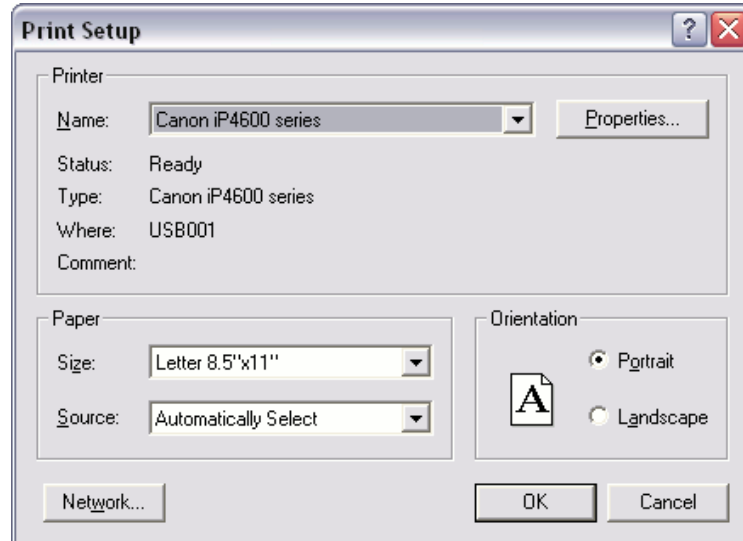 Print Setup
Printer
Name: Canon iP4600 series Properties...
Status: Ready
Type: Canon iP4600 series
Where: USB001
Comment:
Paper
Size: Letter 8.5"x11"
Source: Automatically Select
Orientation
A
Portrait
Landscape
Network... OK Cancel